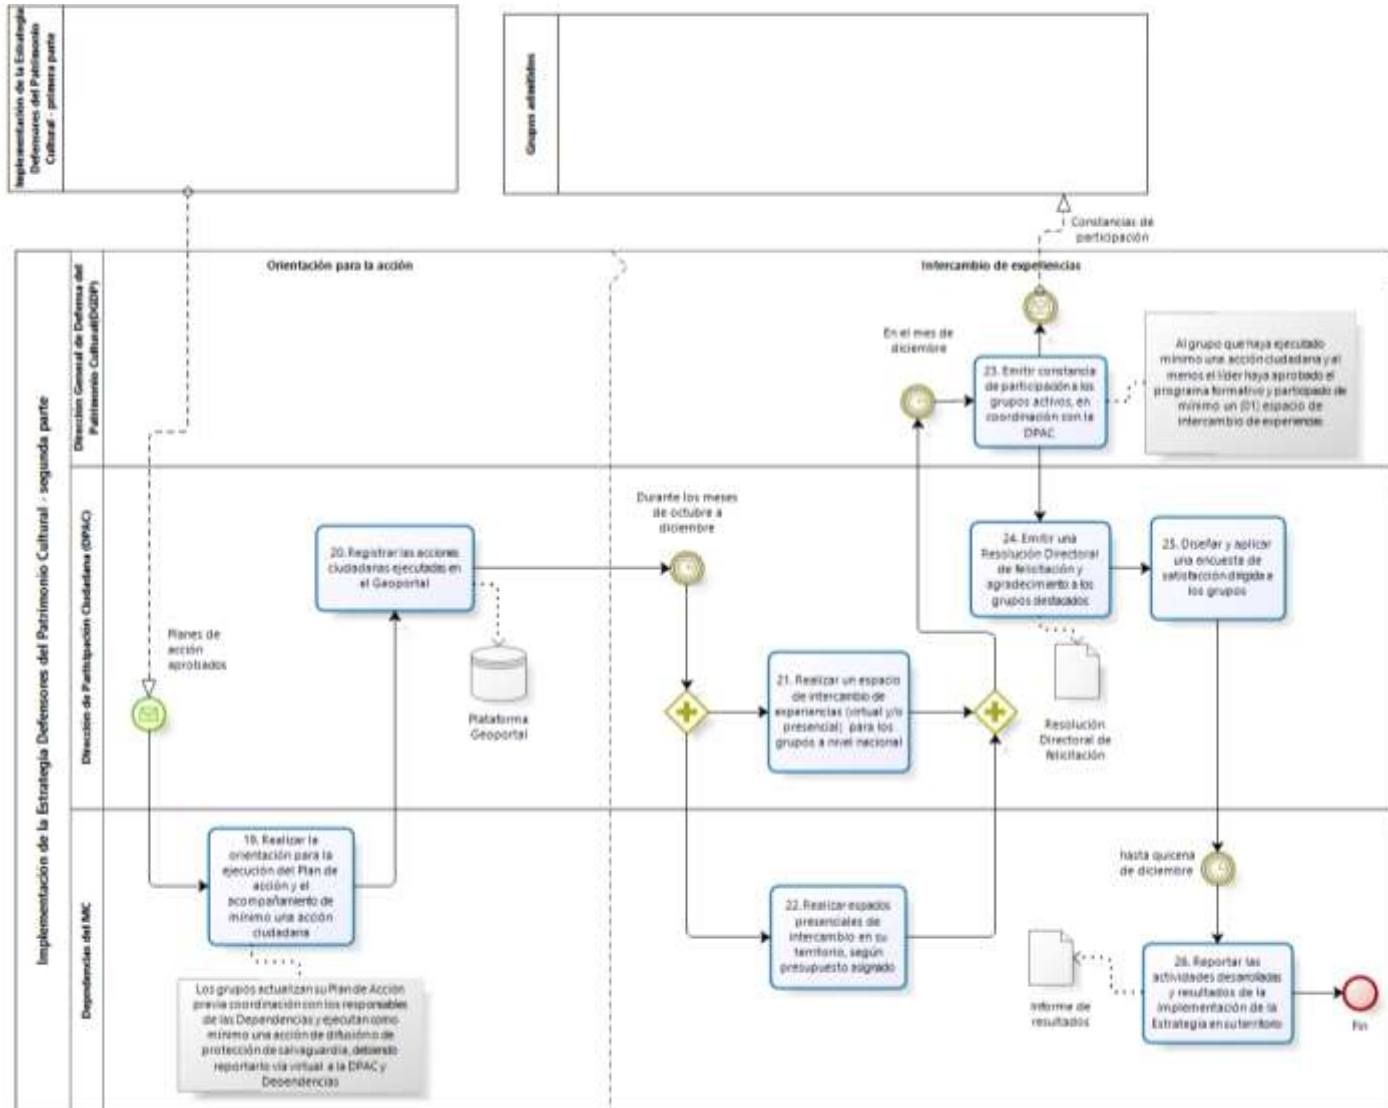 Implementación de la Estrategia
Defensores del Patrimonio
Cultural - primera parte
Grupos admitidos
Constancias de
participación
Implementación de la Estrategia Defensores del Patrimonio Cultural - segunda parte
Dirección General de Defensa del
Patrimonio Cultural(DGDP)
Orientación para la acción
Intercambio de experiencias
En el mes de
diciembre
23. Emitir constancia
de participación a los
grupos activos, en
coordinación con la
DPAC
Al grupo que haya ejecutado
mínimo una acción ciudadana y al
menos el líder haya aprobado el
programa formativo y participado de
mínimo un (01) espacio de
intercambio de experiencias
Dirección de Participación Ciudadana (DPAC)
Planes de
acción
aprobados
20. Registrar las acciones
ciudadanas ejecutadas en
el Geoportal
Plataforma
Geoportal
Durante los meses
de octubre a
diciembre
21. Realizar un espacio
de intercambio de
experiencias (virtual y/o
presencial) para los
grupos a nivel nacional
24. Emitir una
Resolución Directoral
de felicitación y
agradecimiento a los
grupos destacados
Resolución
Directoral de
felicitación
25. Diseñar y aplicar
una encuesta de
satisfacción dirigida a
los grupos
Dependencias del MC
19. Realizar la
orientación para la
ejecución del Plan de
acción y el
acompañamiento de
mínimo una acción
ciudadana
Los grupos actualizan su Plan de Acción
previa coordinación con los responsables
de las Dependencias y ejecutan como
mínimo una acción de difusión o de
protección de salvaguardia, debiendo
reportarlo vía virtual a la DPAC y
Dependencias
22. Realizar espacios
presenciales de
intercambio en su
territorio, según
presupuesto asignado
hasta quicena
de diciembre
26. Reportar las
actividades desarrolladas
y resultados de la
implementación de la
Estrategia en su territorio
Informe de
resultados
Fin